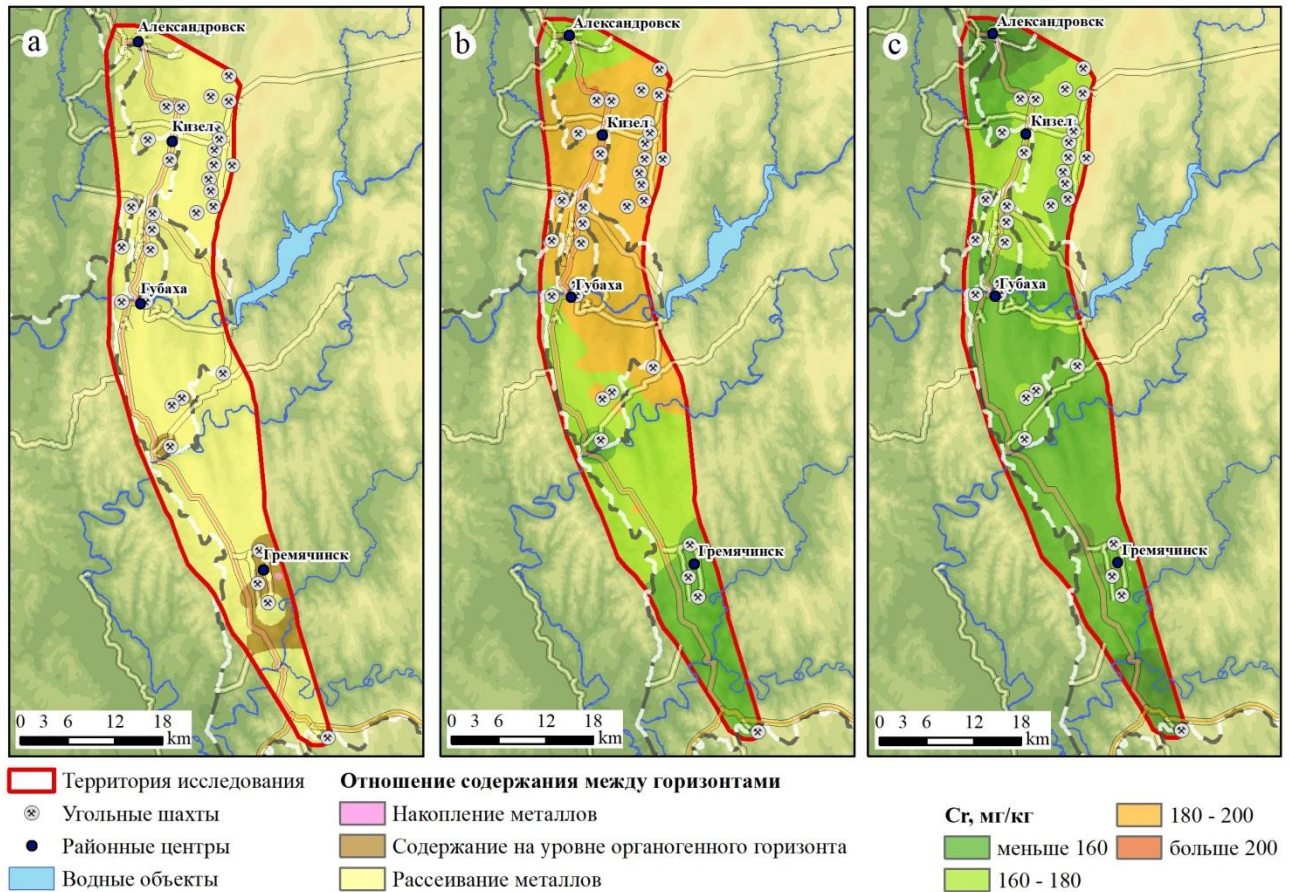 a
Александровск
Кизел
Губаха
Гремячинск
0 3 6 12 18
km
b
Александровск
Кизел
Губаха
Гремячинск
0 3 6 12 18
km
c
Александровск
Кизел
Губаха
Гремячинск
0 3 6 12 18
km
Территория исследования
Угольные шахты
Районные центры
Водные объекты
Отношение содержания между горизонтами
Накопление металлов
Содержание на уровне органогенного горизонта
Рассеивание металлов
Cr, мг/кг
меньше 160
160 - 180
180 - 200
больше 200